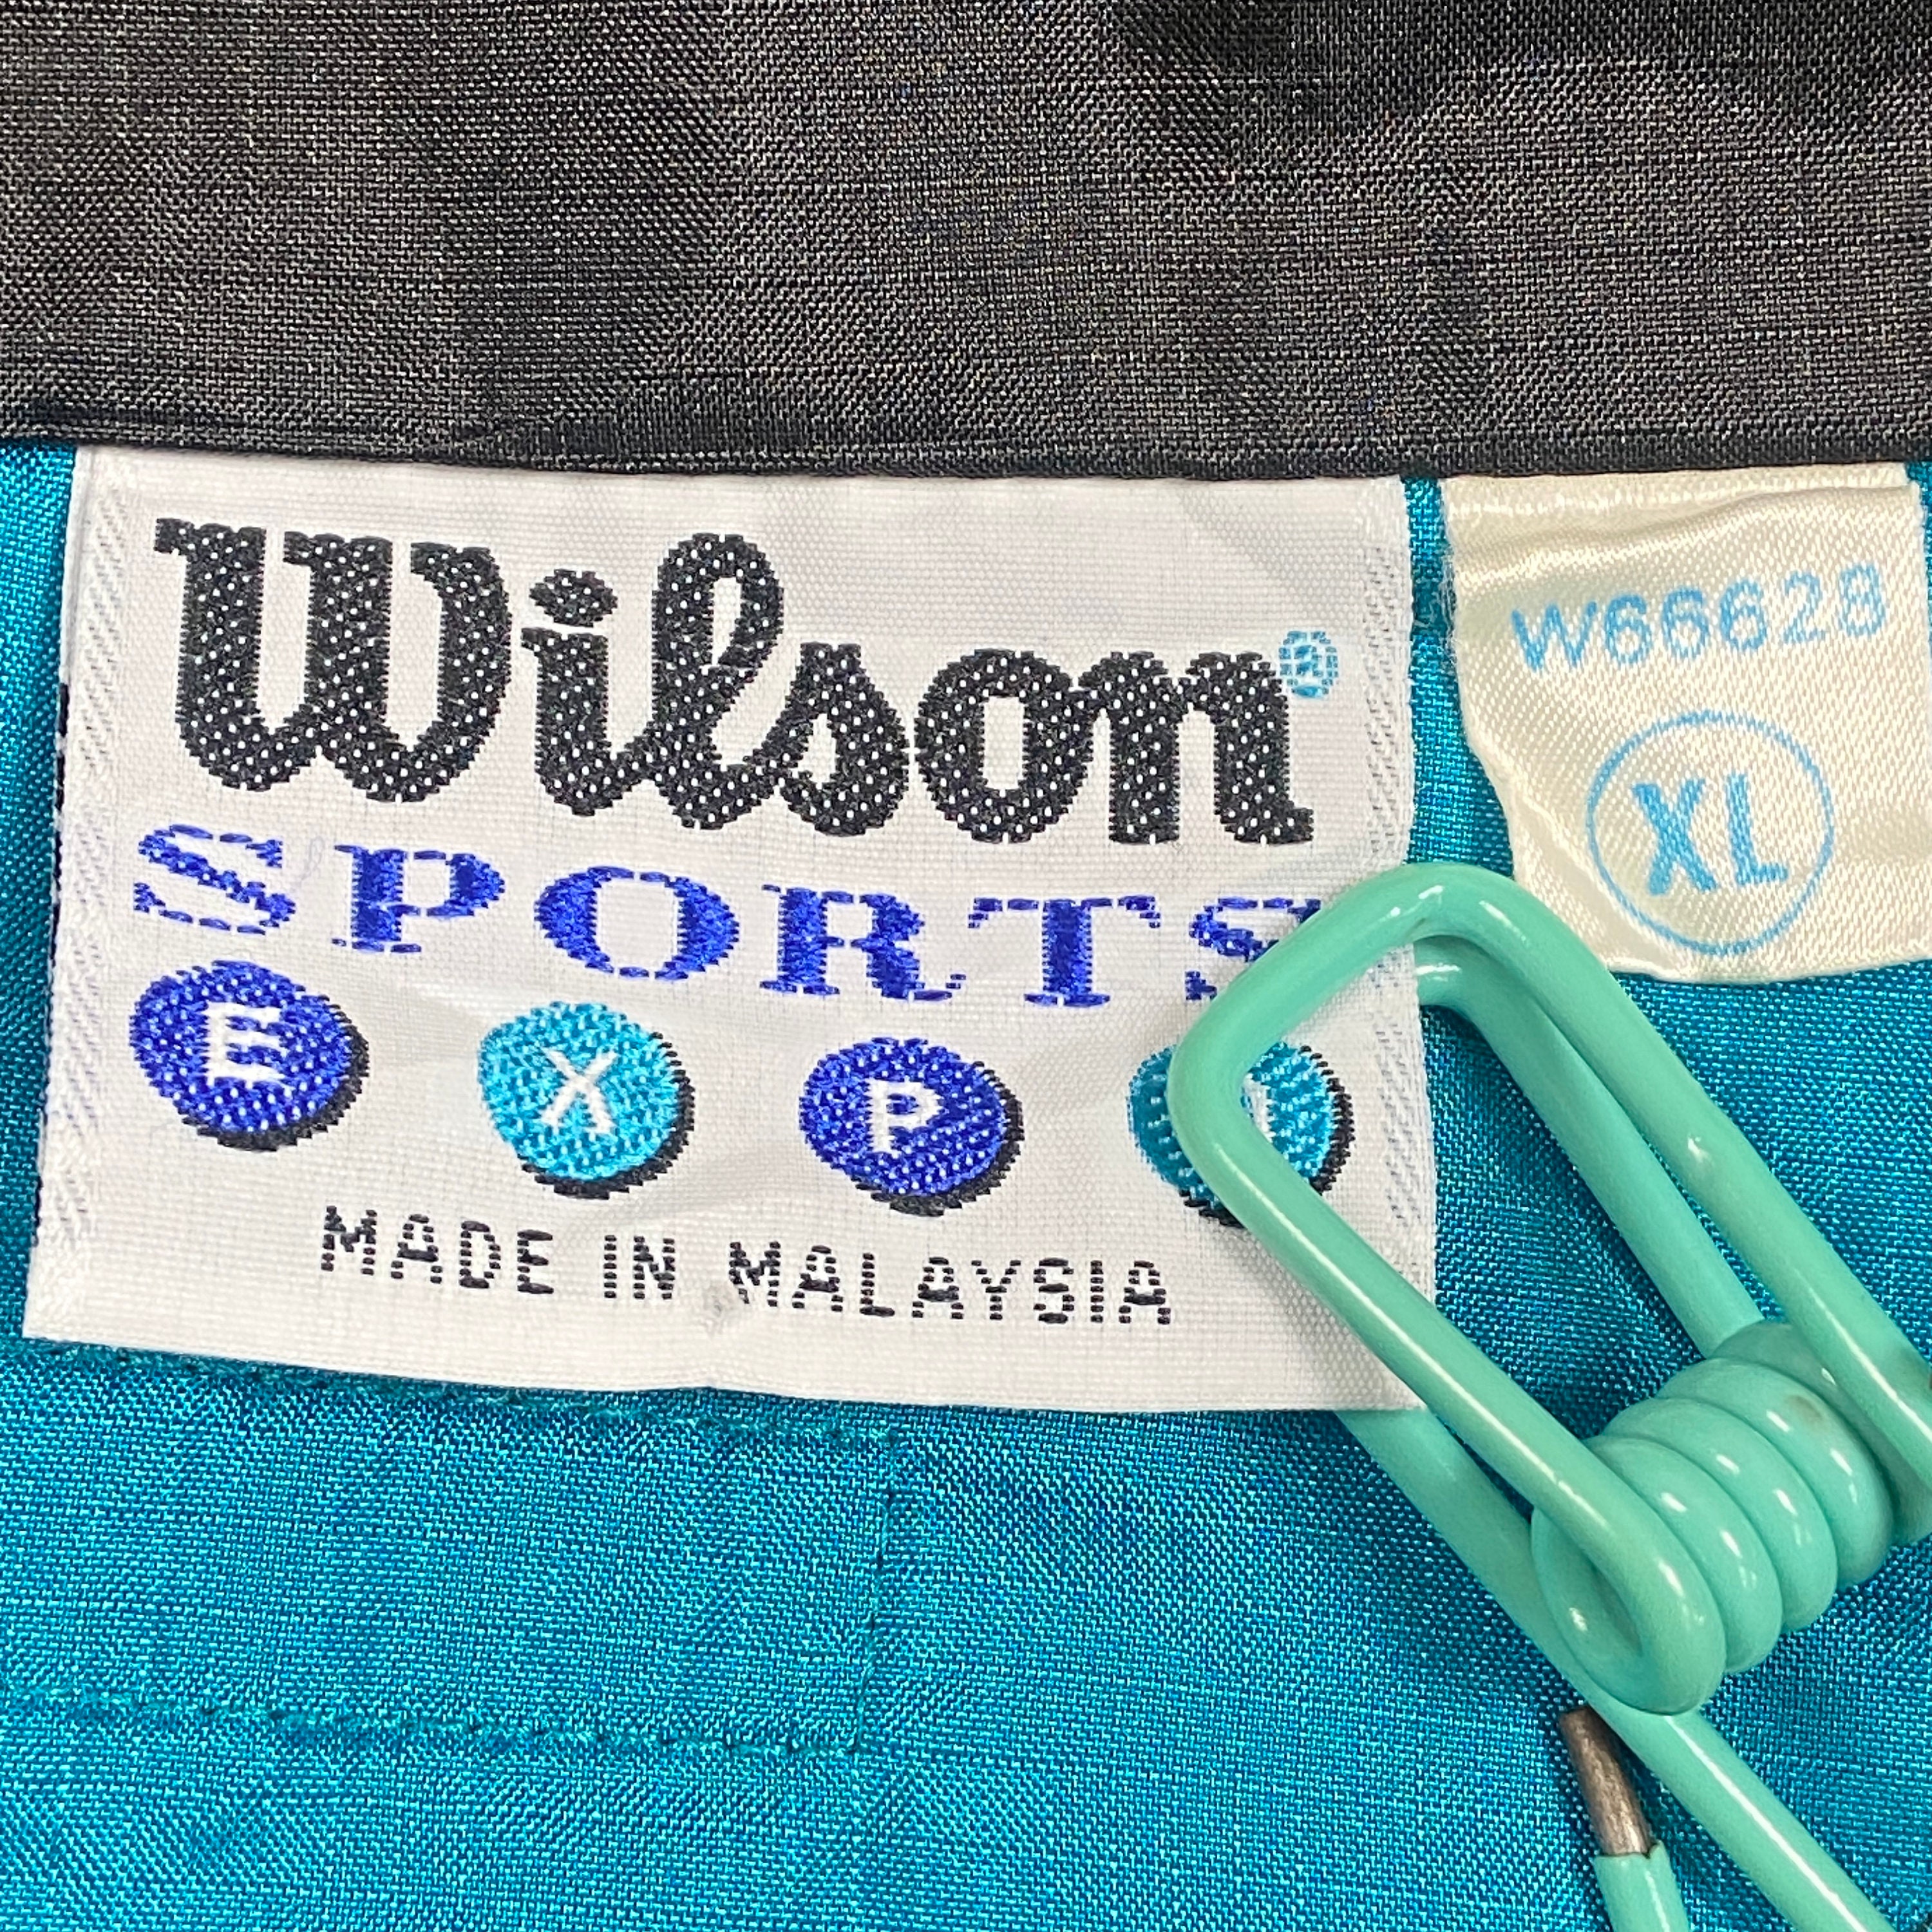 Wilson®
SPORTS
E X P
MADE IN MALAYSIA
W66628
XL